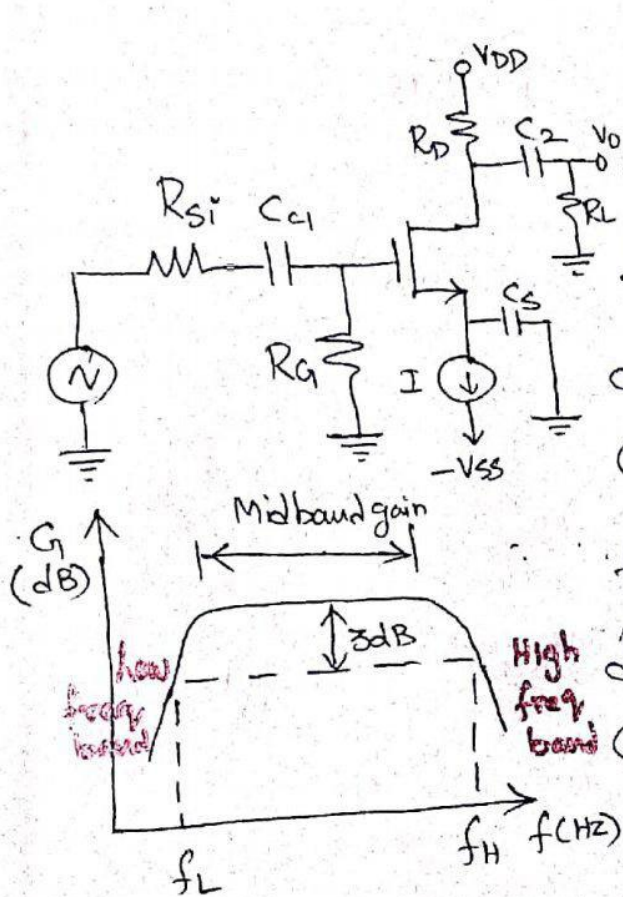 VDD
RD
C2
Vo
RL
Rsi
Cc1
RG
I
Cs
-VSS
Midband gain
G
(dB)
3dB
low
freq
band
High
freq
band
fL
fH
f(Hz)